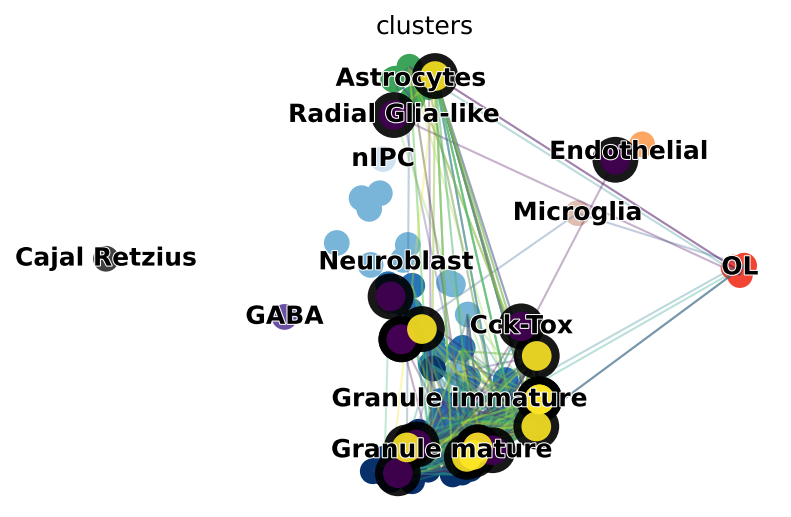 clusters
Astrocytes
Radial Glia-like
nIPC
Endothelial
Microglia
Cajal Retzius
Neuroblast
OL
GABA
Cck-Tox
Granule immature
Granule mature